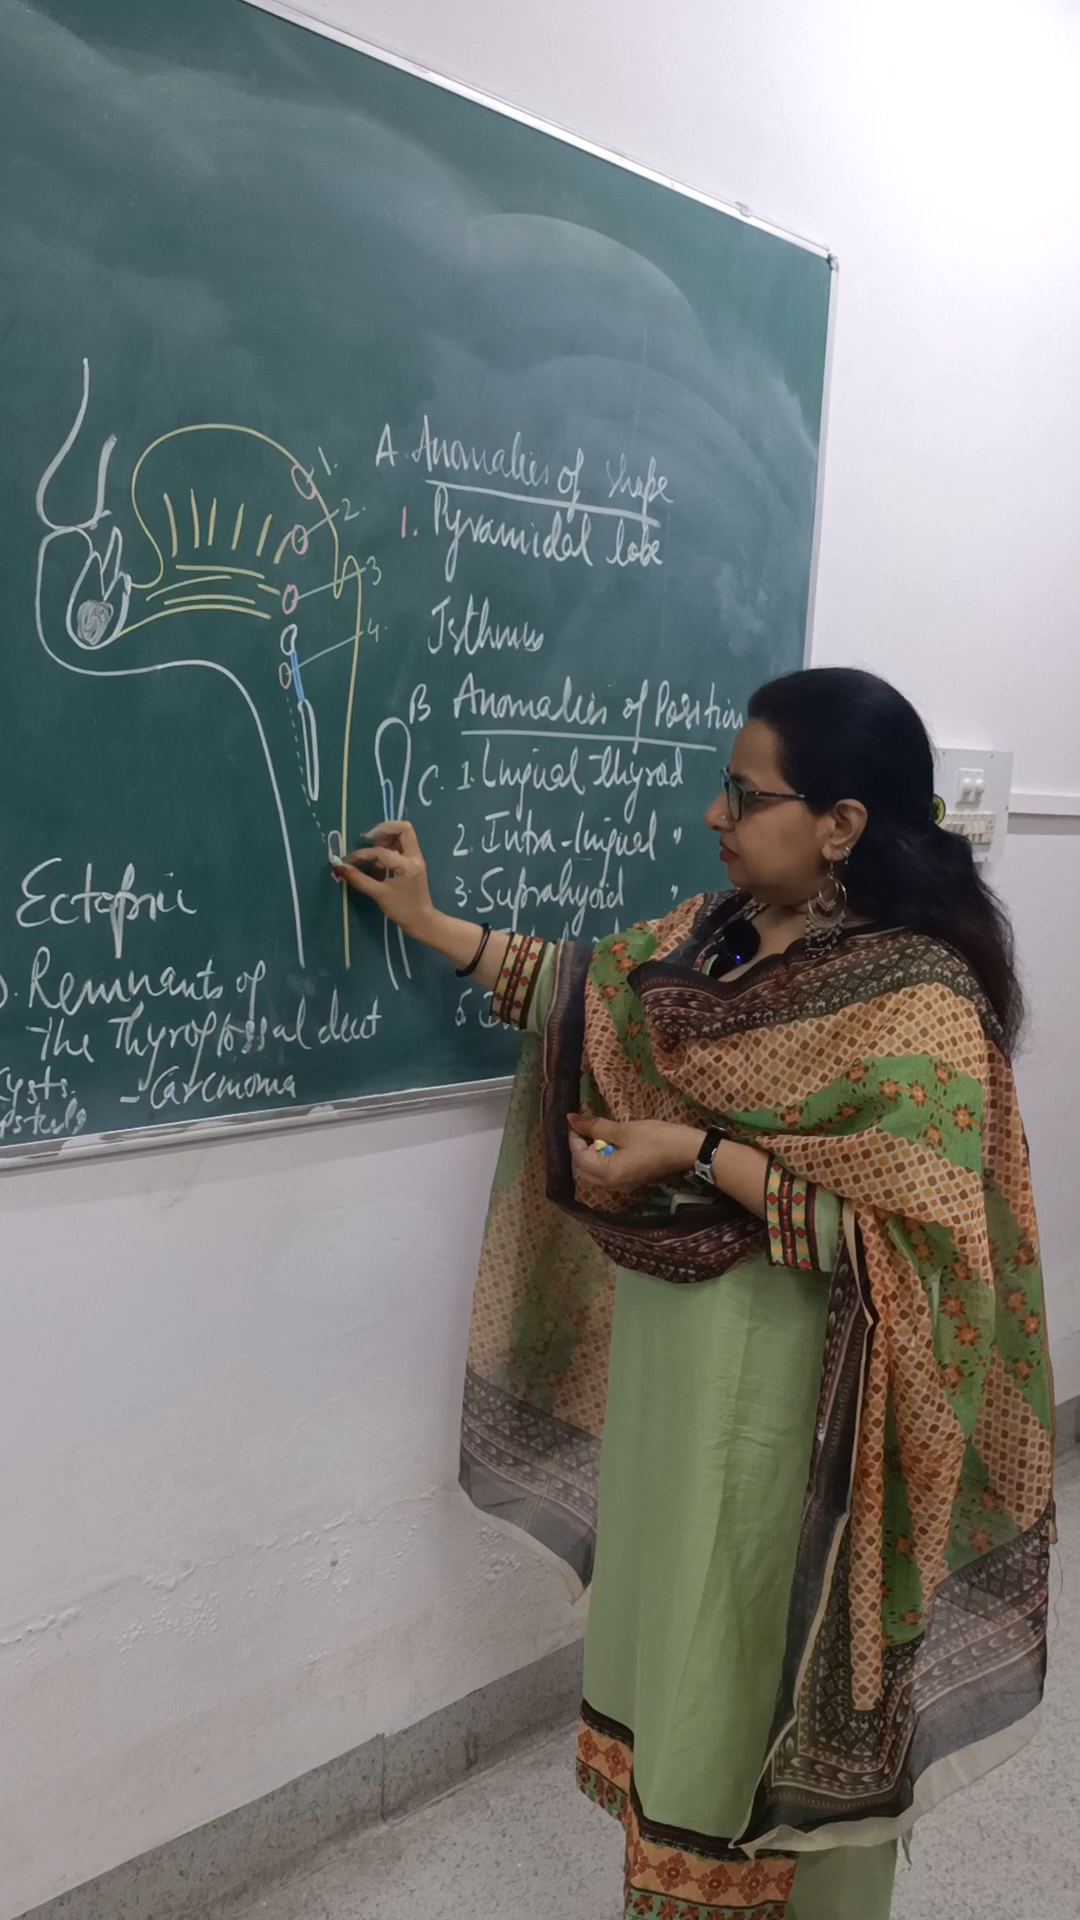 1.
2.
3
4.
A. Anomalies of Shape
1. Pyramidal lobe
Isthmus
B Anomalies of Position
C. 1. Lingual Thyroid
2. Intra-lingual "
3. Suprahyoid "
5.
Ectopic
D. Remnants of
the Thyroglossal duct
Cysts. - Carcinoma